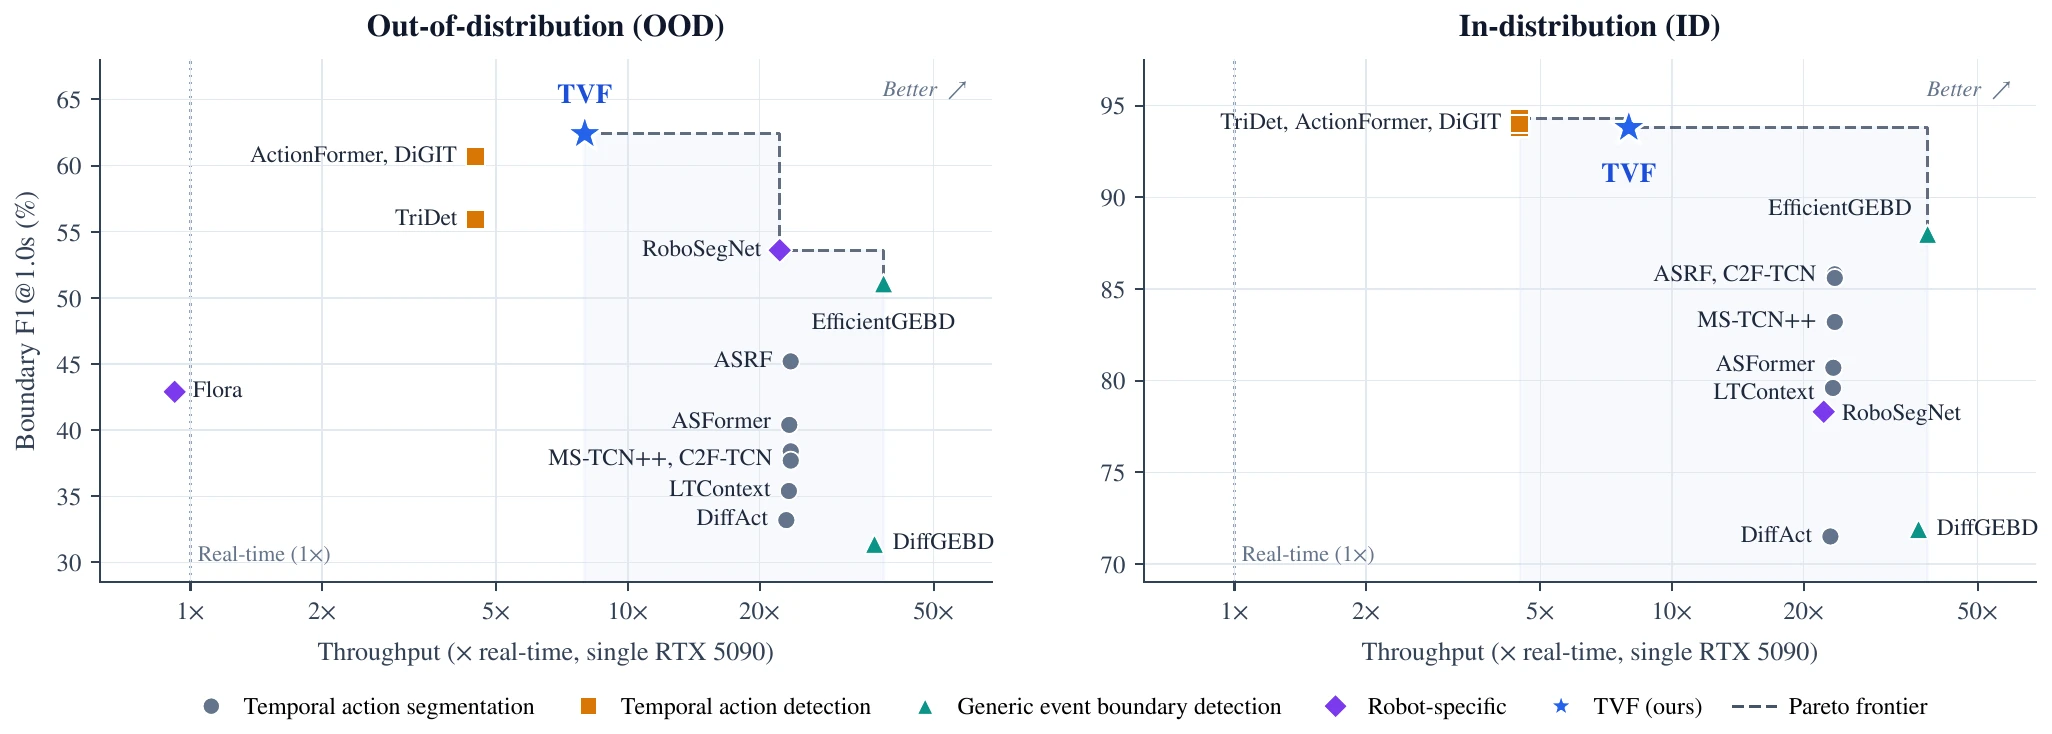 Out-of-distribution (OOD)
Boundary F1@1.0s (%)
65
60
55
50
45
40
35
30
Better ↗
TVF
ActionFormer, DiGIT
TriDet
RoboSegNet
EfficientGEBD
ASRF
Flora
ASFormer
MS-TCN++, C2F-TCN
LTContext
DiffAct
DiffGEBD
Real-time (1×)
1× 2× 5× 10× 20× 50×
Throughput (× real-time, single RTX 5090)
In-distribution (ID)
95
90
85
80
75
70
Better ↗
TriDet, ActionFormer, DiGIT
TVF
EfficientGEBD
ASRF, C2F-TCN
MS-TCN++
ASFormer
LTContext
RoboSegNet
DiffAct
DiffGEBD
Real-time (1×)
1× 2× 5× 10× 20× 50×
Throughput (× real-time, single RTX 5090)
Temporal action segmentation Temporal action detection Generic event boundary detection Robot-specific TVF (ours) Pareto frontier